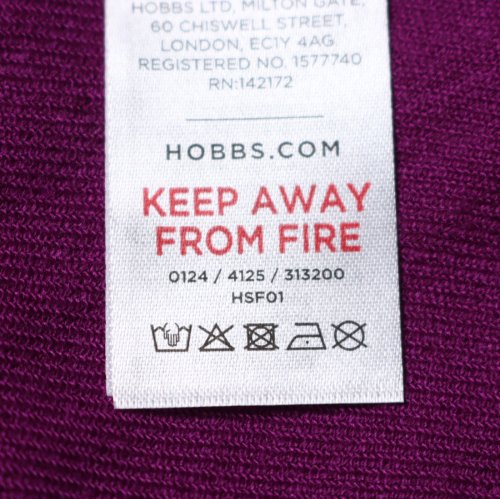 HOBBS LTD, MILTON GATE,
60 CHISWELL STREET,
LONDON, EC1Y 4AG
REGISTERED NO. 1577740
RN:142172
HOBBS.COM
KEEP AWAY
FROM FIRE
0124 / 4125 / 313200
HSF01